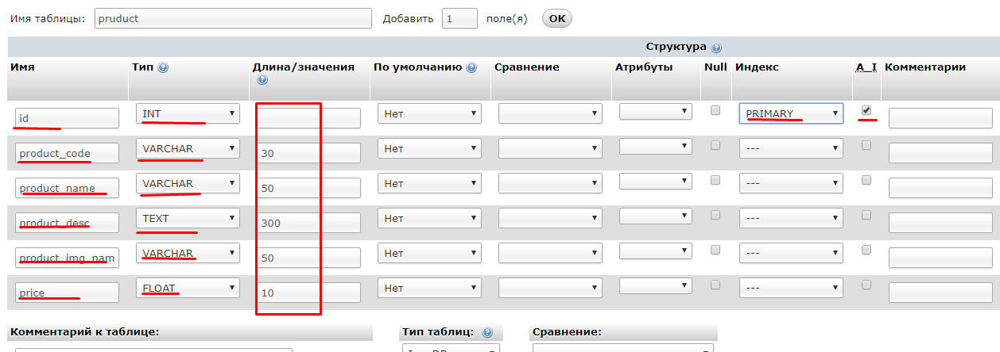 Имя таблицы: pruduct Добавить 1 поле(я) OK
Структура
Имя Тип Длина/значения По умолчанию Сравнение Атрибуты Null Индекс A_I Комментарии
id INT Нет PRIMARY
product_code VARCHAR 30 Нет ---
product_name VARCHAR 50 Нет ---
product_desc TEXT 300 Нет ---
product_img_nam VARCHAR 50 Нет ---
price FLOAT 10 Нет ---
Комментарий к таблице: Тип таблиц: Сравнение: